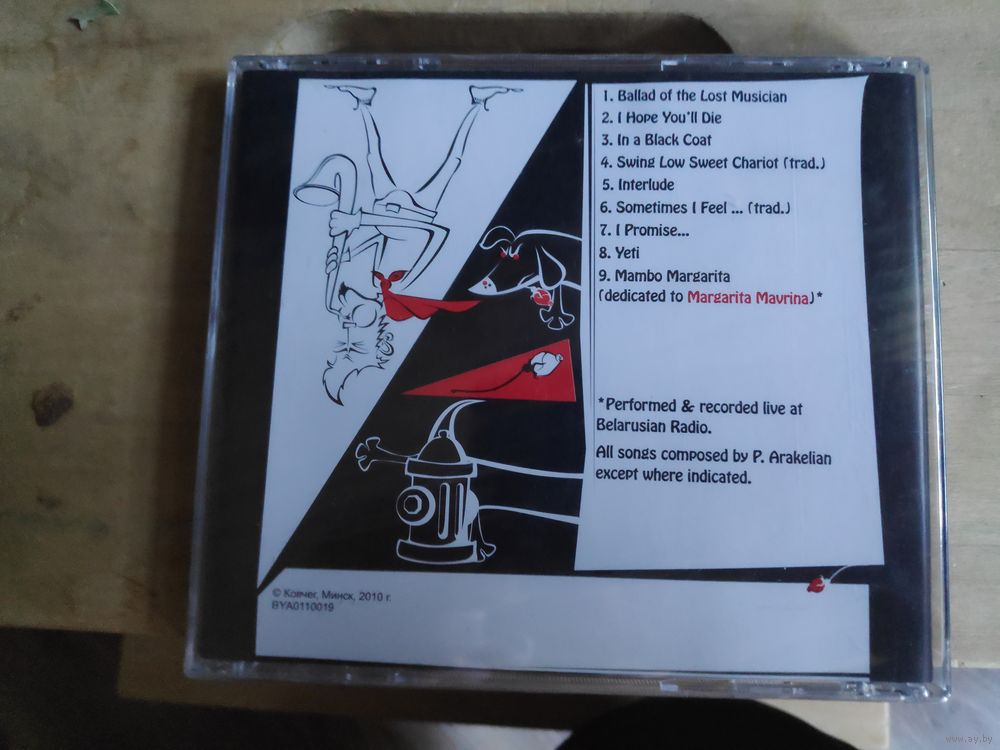 1. Ballad of the Lost Musician
2. I Hope You'll Die
3. In a Black Coat
4. Swing Low Sweet Chariot (trad.)
5. Interlude
6. Sometimes I Feel ... (trad.)
7. I Promise...
8. Yeti
9. Mambo Margarita
(dedicated to Margarita Mavrina)*
*Performed & recorded live at
Belarusian Radio.
All songs composed by P. Arakelian
except where indicated.
© Ковчег, Минск, 2010 г.
BYA0110019
www.ay.by